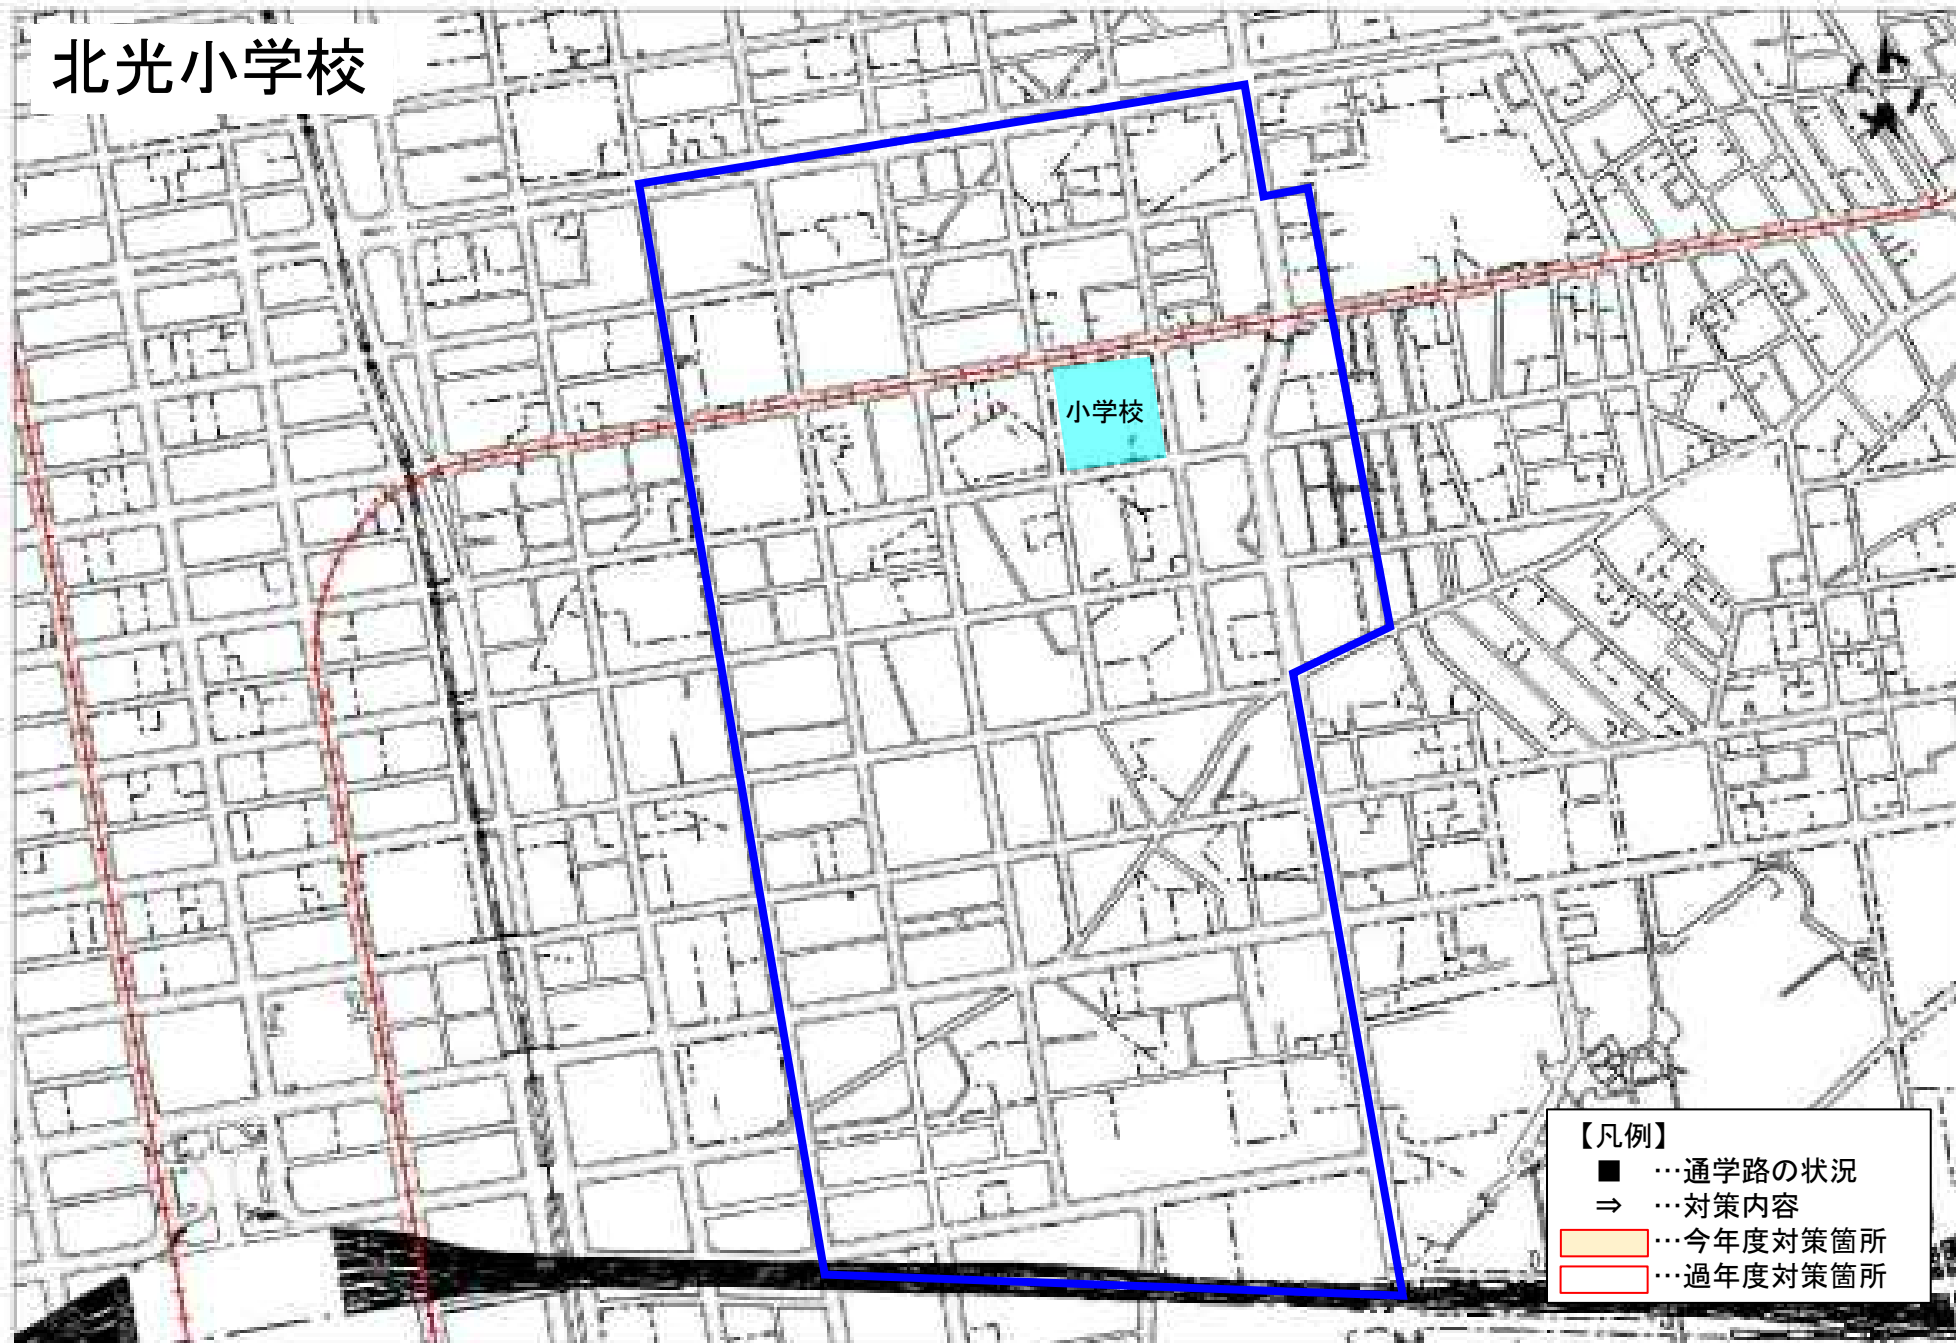 北光小学校
小学校
【凡例】
■ …通学路の状況
⇒ …対策内容
…今年度対策箇所
…過年度対策箇所